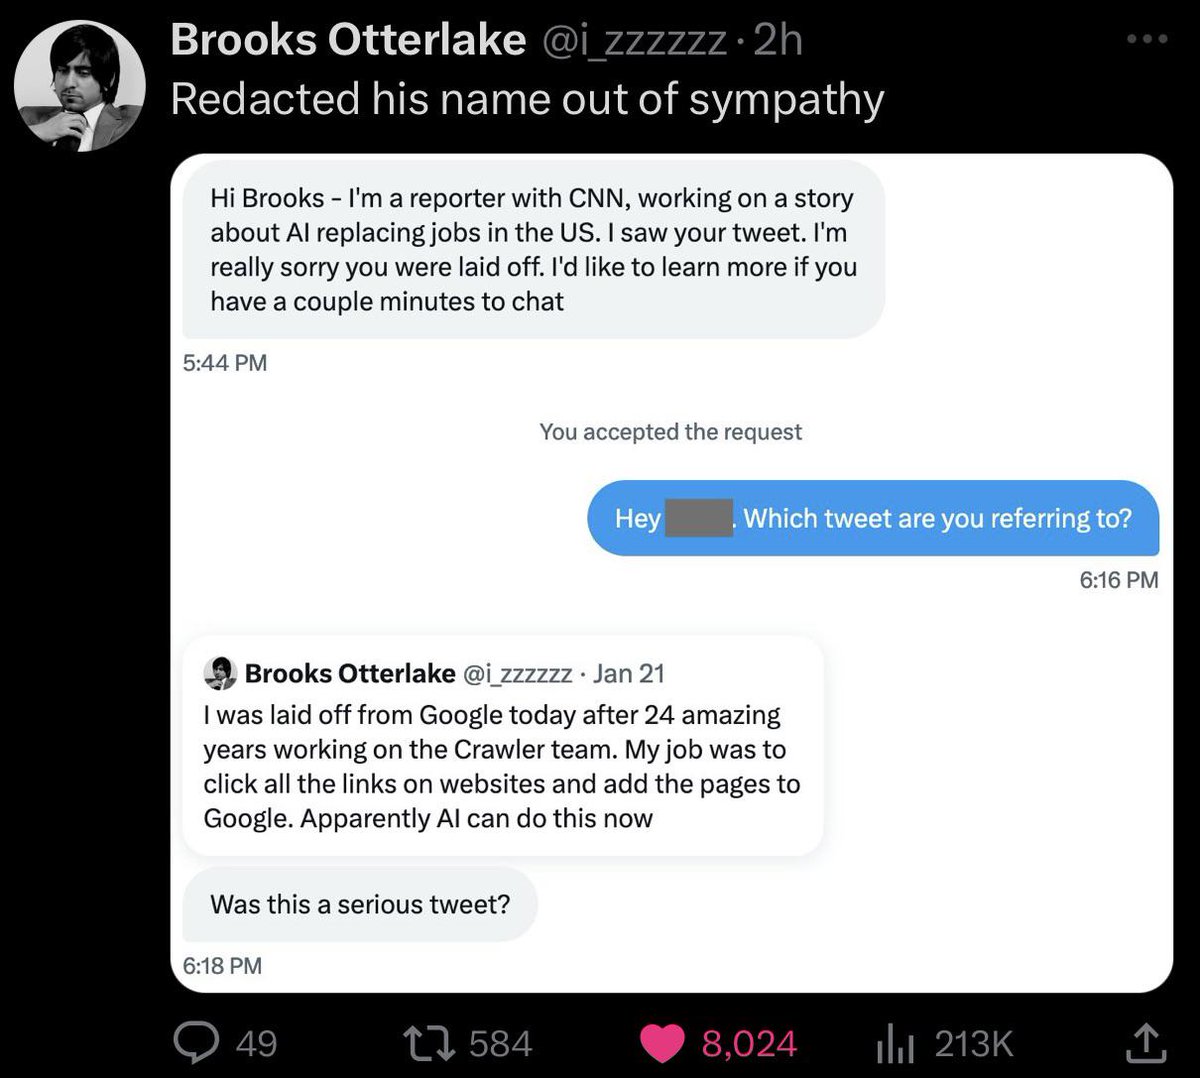 Brooks Otterlake @i_zzzzzz · 2h
Redacted his name out of sympathy
Hi Brooks - I'm a reporter with CNN, working on a story
about AI replacing jobs in the US. I saw your tweet. I'm
really sorry you were laid off. I'd like to learn more if you
have a couple minutes to chat
5:44 PM
You accepted the request
Hey . Which tweet are you referring to?
6:16 PM
Brooks Otterlake @i_zzzzzz · Jan 21
I was laid off from Google today after 24 amazing
years working on the Crawler team. My job was to
click all the links on websites and add the pages to
Google. Apparently AI can do this now
Was this a serious tweet?
6:18 PM
49 584 8,024 213K